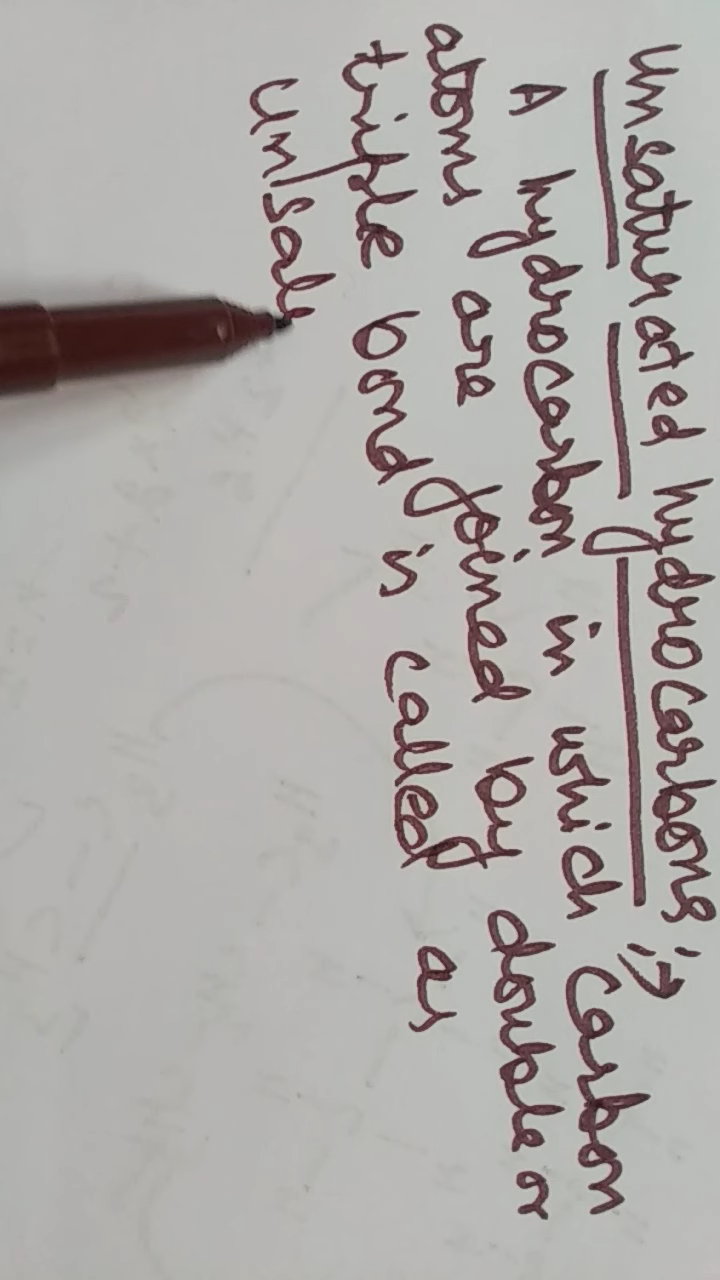 Unsaturated hydrocarbons :→
A hydrocarbon in which Carbon
atoms are joined by double or
triple bond is called as
Unsat